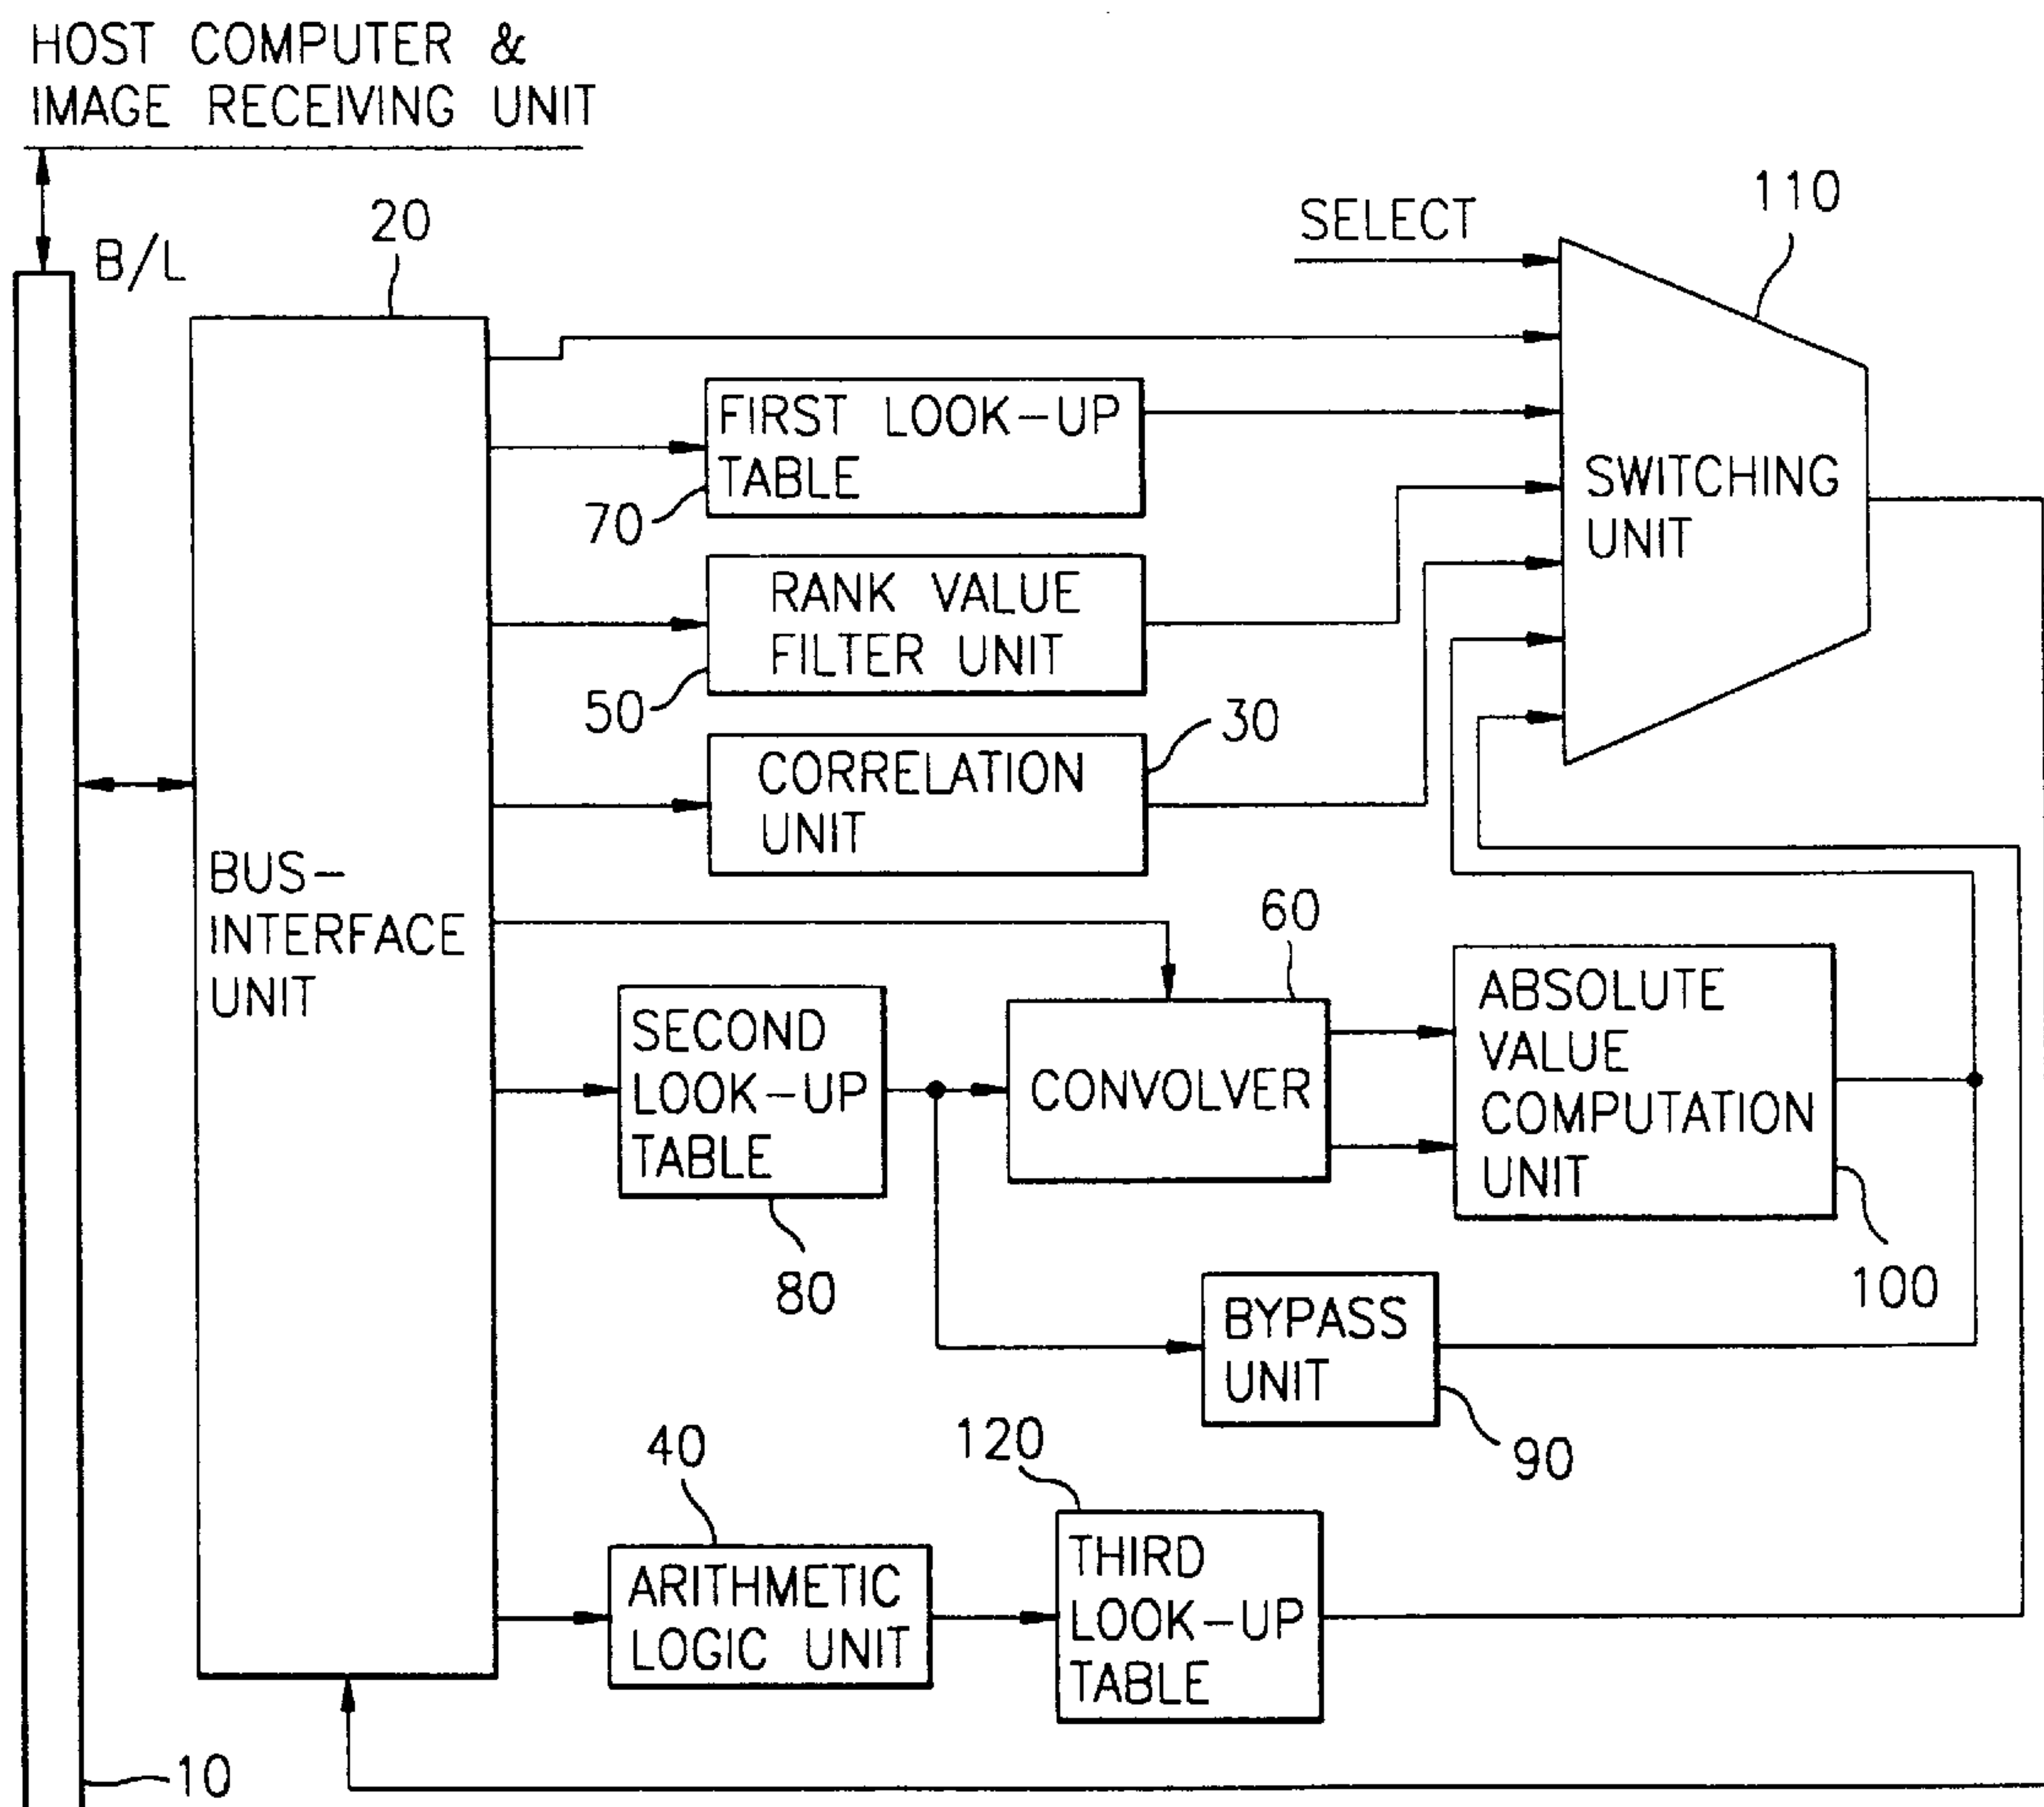 HOST COMPUTER &
IMAGE RECEIVING UNIT
B/L
20
SELECT
110
FIRST LOOK-UP
TABLE
70
SWITCHING
UNIT
RANK VALUE
FILTER UNIT
50
30
CORRELATION
UNIT
BUS-
INTERFACE
UNIT
60
SECOND
LOOK-UP
TABLE
80
CONVOLVER
ABSOLUTE
VALUE
COMPUTATION
UNIT
100
BYPASS
UNIT
90
40
120
ARITHMETIC
LOGIC UNIT
THIRD
LOOK-UP
TABLE
10